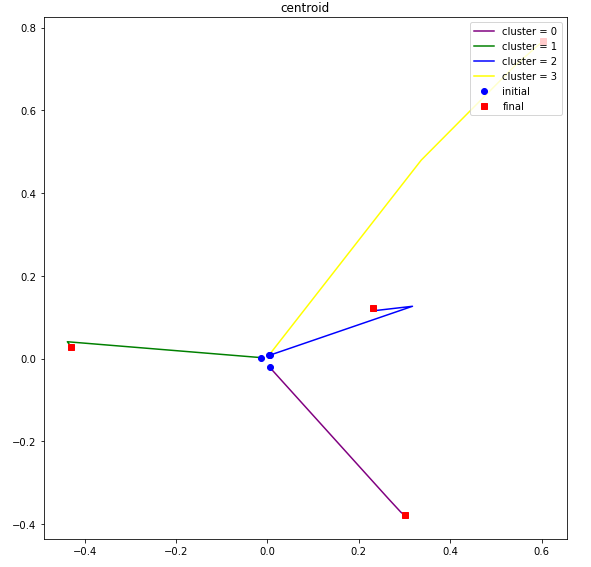 centroid
cluster = 0
cluster = 1
cluster = 2
cluster = 3
initial
final
0.8
0.6
0.4
0.2
0.0
−0.2
−0.4
−0.4
−0.2
0.0
0.2
0.4
0.6